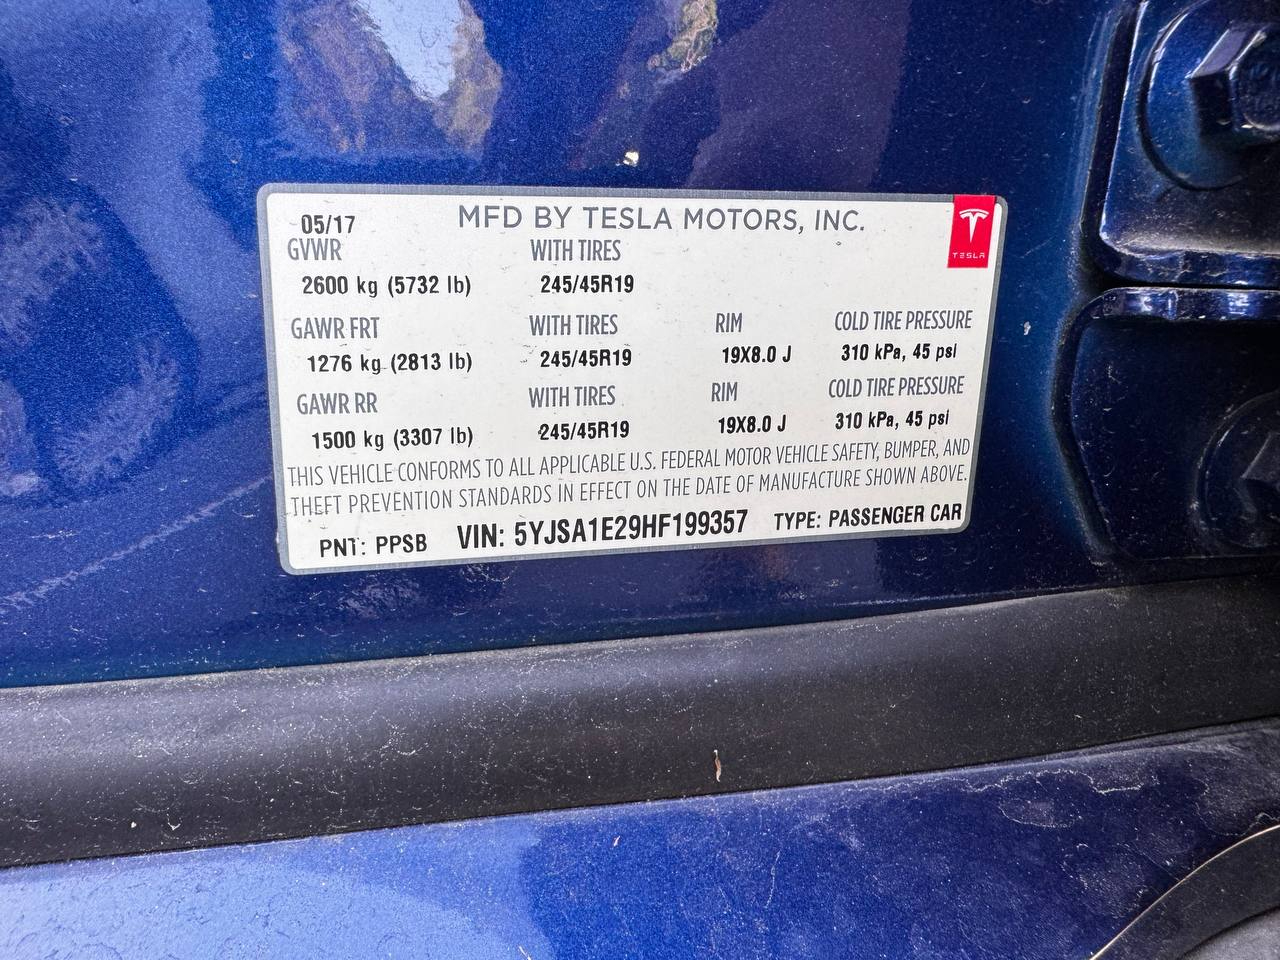 05/17 MFD BY TESLA MOTORS, INC.
TESLA
GVWR WITH TIRES
2600 kg (5732 lb) 245/45R19
GAWR FRT WITH TIRES RIM COLD TIRE PRESSURE
1276 kg (2813 lb) 245/45R19 19X8.0 J 310 kPa, 45 psi
GAWR RR WITH TIRES RIM COLD TIRE PRESSURE
1500 kg (3307 lb) 245/45R19 19X8.0 J 310 kPa, 45 psi
THIS VEHICLE CONFORMS TO ALL APPLICABLE U.S. FEDERAL MOTOR VEHICLE SAFETY, BUMPER, AND
THEFT PREVENTION STANDARDS IN EFFECT ON THE DATE OF MANUFACTURE SHOWN ABOVE.
PNT: PPSB VIN: 5YJSA1E29HF199357 TYPE: PASSENGER CAR